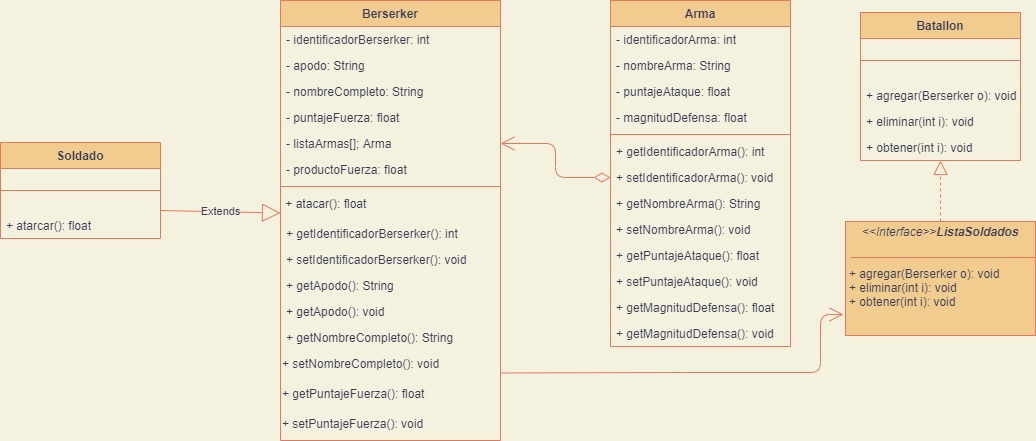 Soldado
+ atarcar(): float
Extends
Berserker
- identificadorBerserker: int
- apodo: String
- nombreCompleto: String
- puntajeFuerza: float
- listaArmas[]; Arma
- productoFuerza: float
+ atacar(): float
+ getIdentificadorBerserker(): int
+ setIdentificadorBerserker(): void
+ getApodo(): String
+ getApodo(): void
+ getNombreCompleto(): String
+ setNombreCompleto(): void
+ getPuntajeFuerza(): float
+ setPuntajeFuerza(): void
Arma
- identificadorArma: int
- nombreArma: String
- puntajeAtaque: float
- magnitudDefensa: float
+ getIdentificadorArma(): int
+ setIdentificadorArma(): void
+ getNombreArma(): String
+ setNombreArma(): void
+ getPuntajeAtaque(): float
+ setPuntajeAtaque(): void
+ getMagnitudDefensa(): float
+ getMagnitudDefensa(): void
Batallon
+ agregar(Berserker o): void
+ eliminar(int i): void
+ obtener(int i): void
<<Interface>>ListaSoldados
+ agregar(Berserker o): void
+ eliminar(int i): void
+ obtener(int i): void